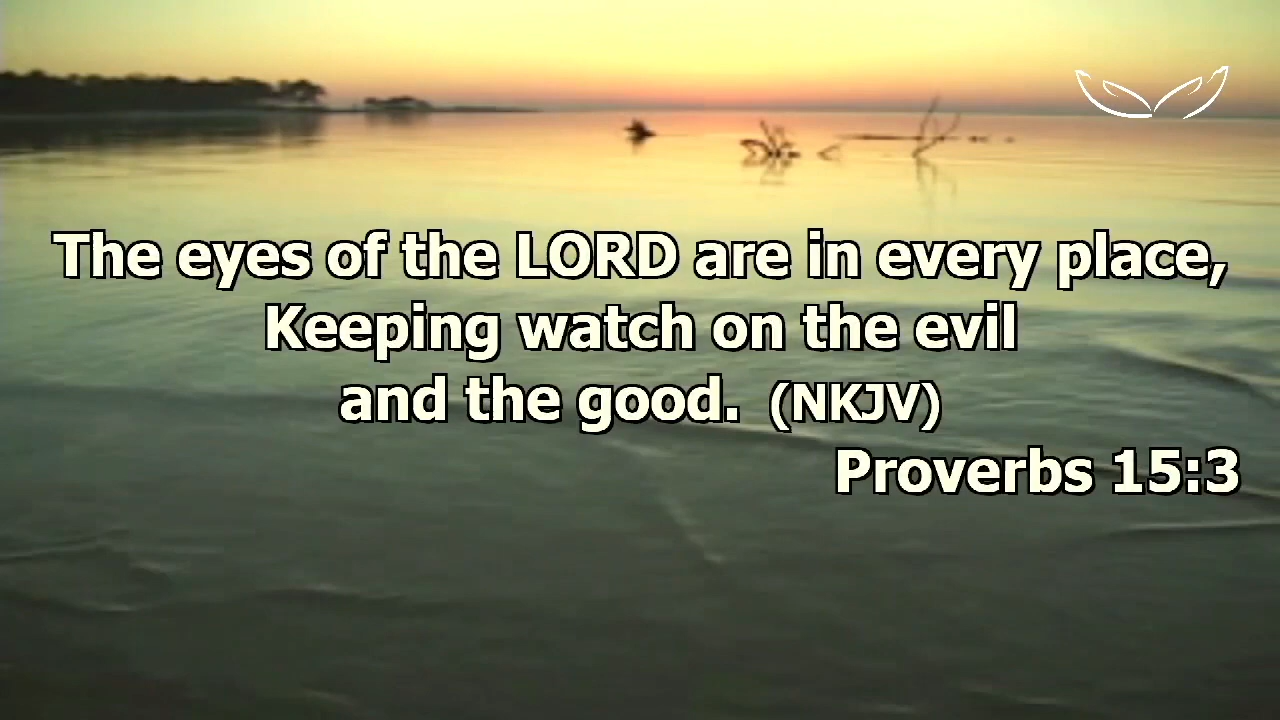 The eyes of the LORD are in every place,
Keeping watch on the evil
and the good. (NKJV)
Proverbs 15:3